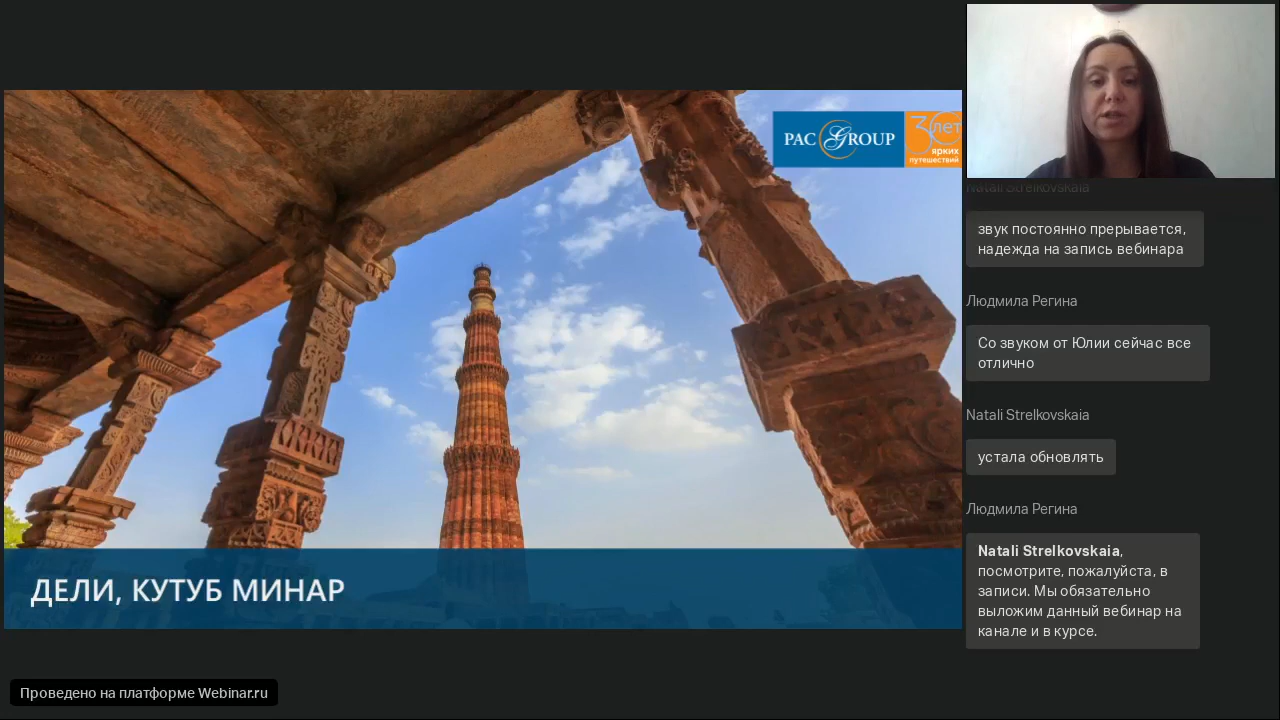 PAC GROUP
30 лет
ярких
путешествий
ДЕЛИ, КУТУБ МИНАР
Проведено на платформе Webinar.ru
Natali Strelkovskaia
звук постоянно прерывается,
надежда на запись вебинара
Людмила Регина
Со звуком от Юлии сейчас все
отлично
Natali Strelkovskaia
устала обновлять
Людмила Регина
Natali Strelkovskaia,
посмотрите, пожалуйста, в
записи. Мы обязательно
выложим данный вебинар на
канале и в курсе.